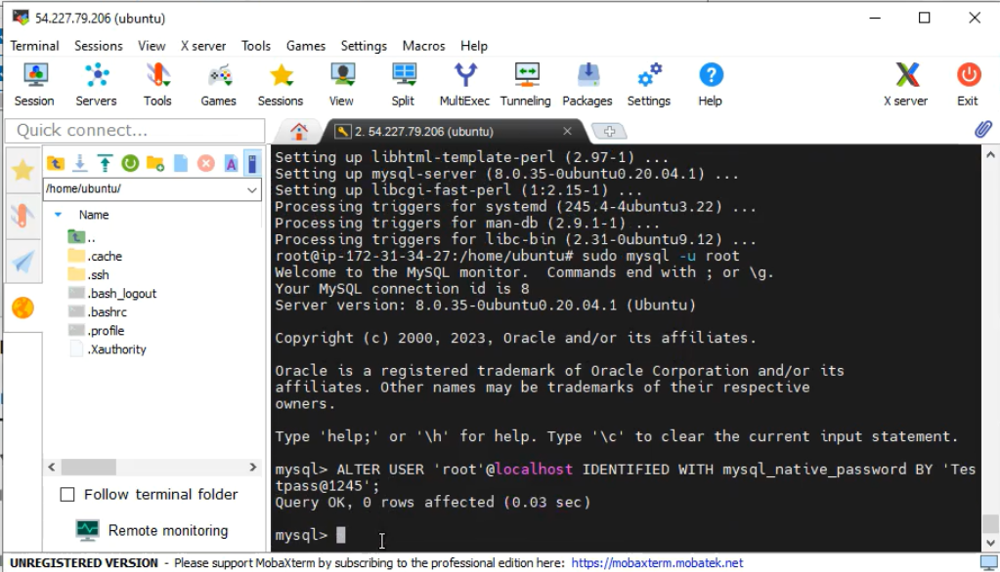 54.227.79.206 (ubuntu)
Terminal Sessions View X server Tools Games Settings Macros Help
Session Servers Tools Games Sessions View Split MultiExec Tunneling Packages Settings Help X server Exit
Quick connect...
2. 54.227.79.206 (ubuntu)
/home/ubuntu/
Name
..
.cache
.ssh
.bash_logout
.bashrc
.profile
.Xauthority
Follow terminal folder
Remote monitoring
Setting up libhtml-template-perl (2.97-1) ...
Setting up mysql-server (8.0.35-0ubuntu0.20.04.1) ...
Setting up libcgi-fast-perl (1:2.15-1) ...
Processing triggers for systemd (245.4-4ubuntu3.22) ...
Processing triggers for man-db (2.9.1-1) ...
Processing triggers for libc-bin (2.31-0ubuntu9.12) ...
root@ip-172-31-34-27:/home/ubuntu# sudo mysql -u root
Welcome to the MySQL monitor.  Commands end with ; or \g.
Your MySQL connection id is 8
Server version: 8.0.35-0ubuntu0.20.04.1 (Ubuntu)
Copyright (c) 2000, 2023, Oracle and/or its affiliates.
Oracle is a registered trademark of Oracle Corporation and/or its
affiliates. Other names may be trademarks of their respective
owners.
Type 'help;' or '\h' for help. Type '\c' to clear the current input statement.
mysql> ALTER USER 'root'@localhost IDENTIFIED WITH mysql_native_password BY 'Tes
tpass@1245';
Query OK, 0 rows affected (0.03 sec)
mysql>
UNREGISTERED VERSION - Please support MobaXterm by subscribing to the professional edition here: https://mobaxterm.mobatek.net